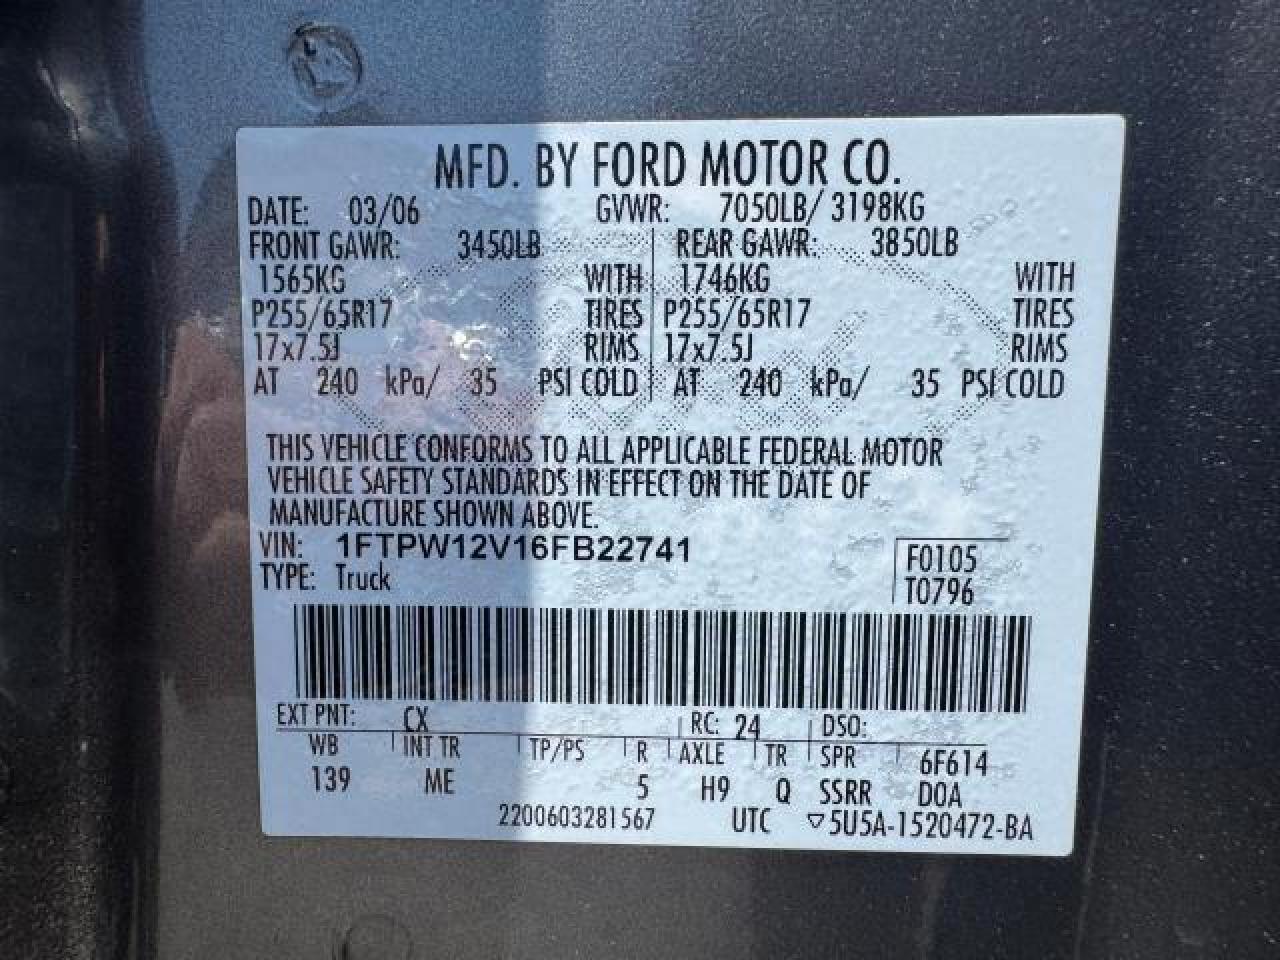 MFD. BY FORD MOTOR CO.
DATE: 03/06 GVWR: 7050LB/ 3198KG
FRONT GAWR: 3450LB REAR GAWR: 3850LB
1565KG WITH 1746KG WITH
P255/65R17 TIRES P255/65R17 TIRES
17x7.5J RIMS 17x7.5J RIMS
AT 240 kPa/ 35 PSI COLD AT 240 kPa/ 35 PSI COLD
THIS VEHICLE CONFORMS TO ALL APPLICABLE FEDERAL MOTOR
VEHICLE SAFETY STANDARDS IN EFFECT ON THE DATE OF
MANUFACTURE SHOWN ABOVE.
VIN: 1FTPW12V16FB22741 F0105
TYPE: Truck T0796
EXT PNT: CX RC: 24 DSO:
WB INT TR TP/PS R AXLE TR SPR 6F614
139 ME 5 H9 Q SSRR DOA
2200603281567 UTC ▽5U5A-1520472-BA